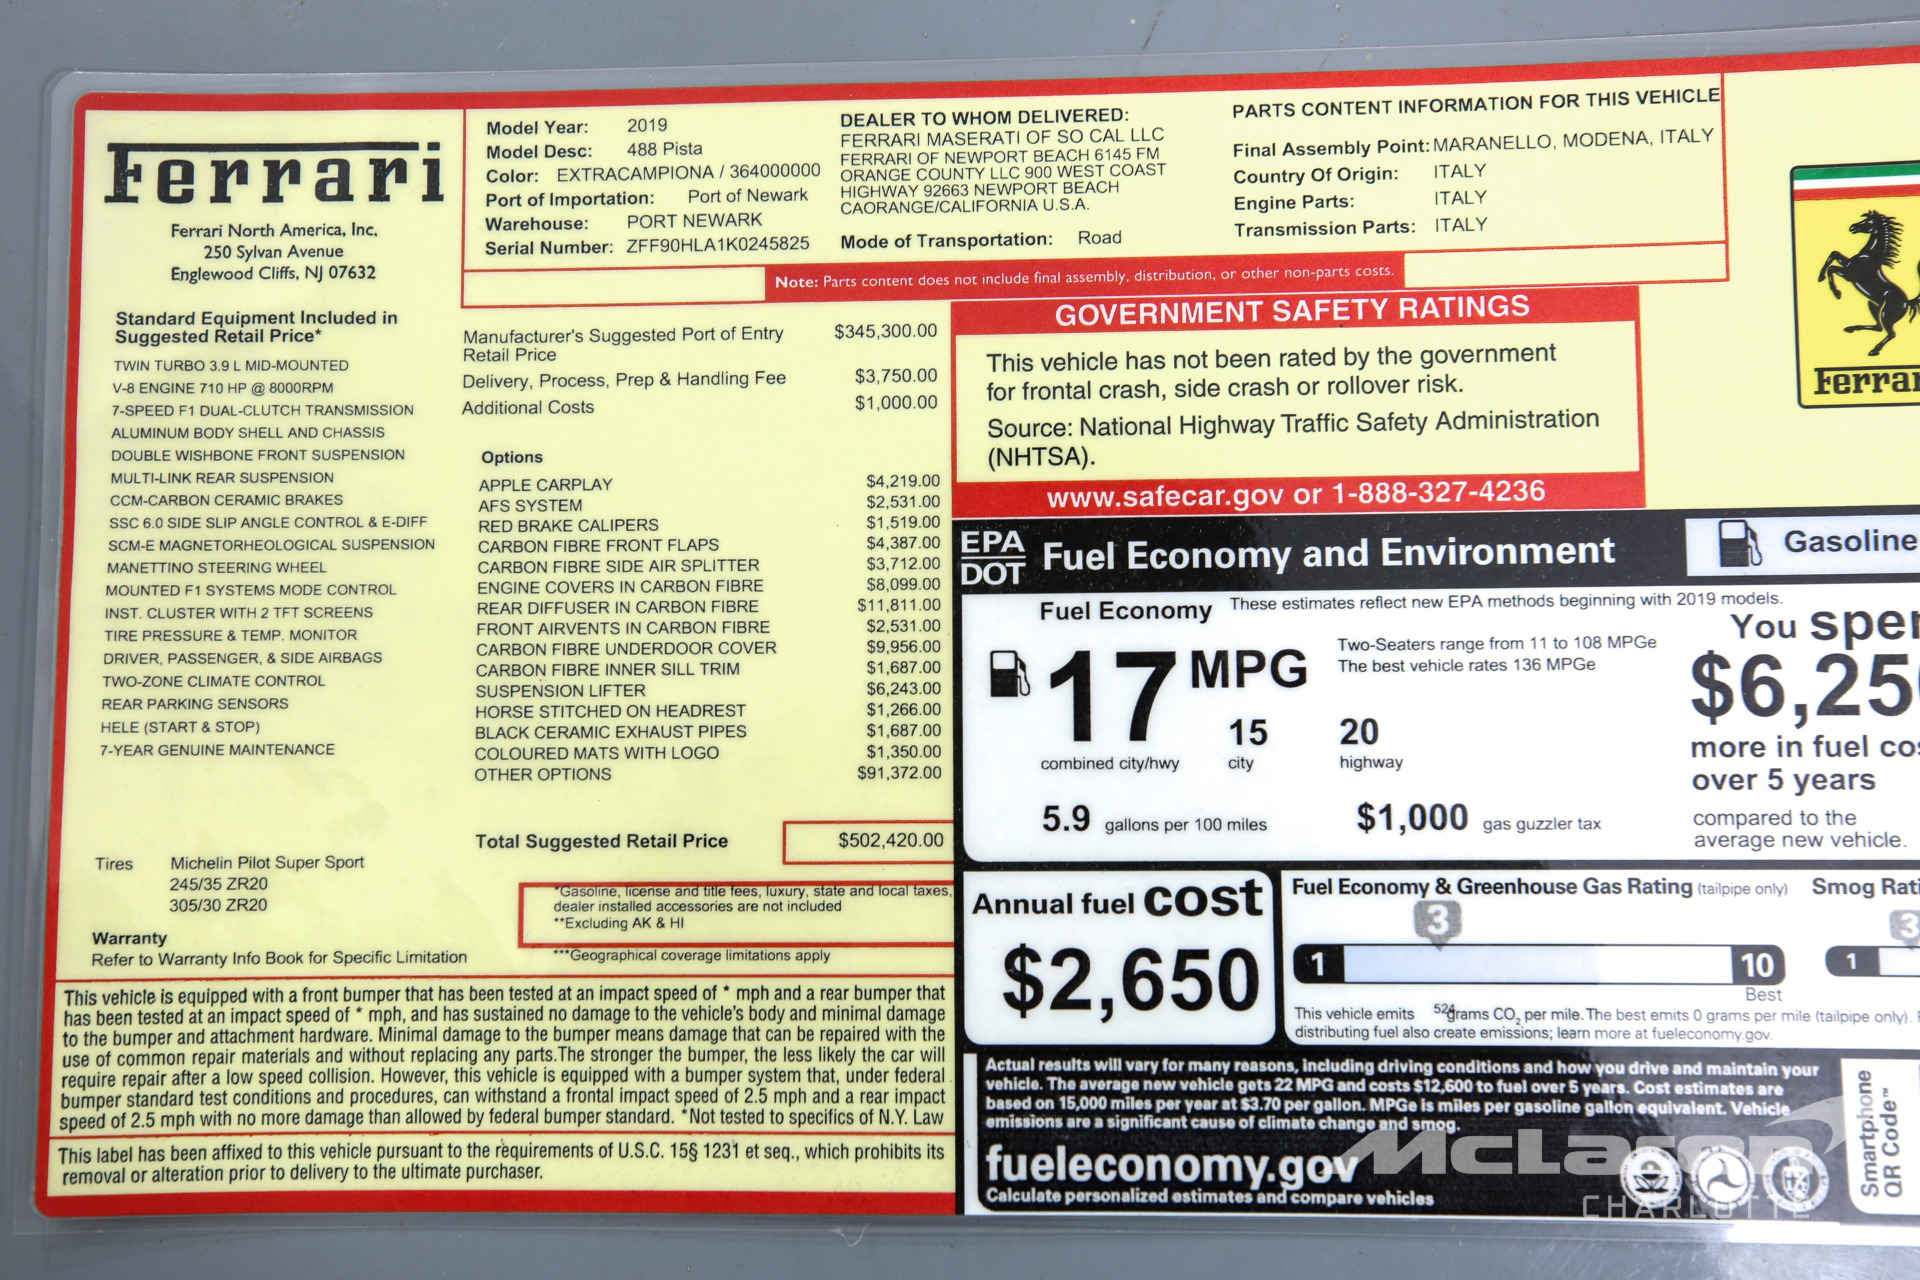 Ferrari
Ferrari North America, Inc.
250 Sylvan Avenue
Englewood Cliffs, NJ 07632
Model Year: 2019
Model Desc: 488 Pista
Color: EXTRACAMPIONA / 364000000
Port of Importation: Port of Newark
Warehouse: PORT NEWARK
Serial Number: ZFF90HLA1K0245825
DEALER TO WHOM DELIVERED:
FERRARI MASERATI OF SO CAL LLC
FERRARI OF NEWPORT BEACH 6145 FM
ORANGE COUNTY LLC 900 WEST COAST
HIGHWAY 92663 NEWPORT BEACH
CAORANGE/CALIFORNIA U.S.A.
Mode of Transportation: Road
PARTS CONTENT INFORMATION FOR THIS VEHICLE
Final Assembly Point: MARANELLO, MODENA, ITALY
Country Of Origin: ITALY
Engine Parts: ITALY
Transmission Parts: ITALY
Note: Parts content does not include final assembly, distribution, or other non-parts costs.
Standard Equipment Included in
Suggested Retail Price*
TWIN TURBO 3.9 L MID-MOUNTED
V-8 ENGINE 710 HP @ 8000RPM
7-SPEED F1 DUAL-CLUTCH TRANSMISSION
ALUMINUM BODY SHELL AND CHASSIS
DOUBLE WISHBONE FRONT SUSPENSION
MULTI-LINK REAR SUSPENSION
CCM-CARBON CERAMIC BRAKES
SSC 6.0 SIDE SLIP ANGLE CONTROL & E-DIFF
SCM-E MAGNETORHEOLOGICAL SUSPENSION
MANETTINO STEERING WHEEL
MOUNTED F1 SYSTEMS MODE CONTROL
INST. CLUSTER WITH 2 TFT SCREENS
TIRE PRESSURE & TEMP. MONITOR
DRIVER, PASSENGER, & SIDE AIRBAGS
TWO-ZONE CLIMATE CONTROL
REAR PARKING SENSORS
HELE (START & STOP)
7-YEAR GENUINE MAINTENANCE
Tires Michelin Pilot Super Sport
245/35 ZR20
305/30 ZR20
Warranty
Refer to Warranty Info Book for Specific Limitation
Manufacturer's Suggested Port of Entry $345,300.00
Retail Price
Delivery, Process, Prep & Handling Fee $3,750.00
Additional Costs $1,000.00
Options
APPLE CARPLAY $4,219.00
AFS SYSTEM $2,531.00
RED BRAKE CALIPERS $1,519.00
CARBON FIBRE FRONT FLAPS $4,387.00
CARBON FIBRE SIDE AIR SPLITTER $3,712.00
ENGINE COVERS IN CARBON FIBRE $8,099.00
REAR DIFFUSER IN CARBON FIBRE $11,811.00
FRONT AIRVENTS IN CARBON FIBRE $2,531.00
CARBON FIBRE UNDERDOOR COVER $9,956.00
CARBON FIBRE INNER SILL TRIM $1,687.00
SUSPENSION LIFTER $6,243.00
HORSE STITCHED ON HEADREST $1,266.00
BLACK CERAMIC EXHAUST PIPES $1,687.00
COLOURED MATS WITH LOGO $1,350.00
OTHER OPTIONS $91,372.00
Total Suggested Retail Price $502,420.00
*Gasoline, license and title fees, luxury, state and local taxes,
dealer installed accessories are not included
**Excluding AK & HI
***Geographical coverage limitations apply
This vehicle is equipped with a front bumper that has been tested at an impact speed of * mph and a rear bumper that
has been tested at an impact speed of * mph, and has sustained no damage to the vehicle's body and minimal damage
to the bumper and attachment hardware. Minimal damage to the bumper means damage that can be repaired with the
use of common repair materials and without replacing any parts.The stronger the bumper, the less likely the car will
require repair after a low speed collision. However, this vehicle is equipped with a bumper system that, under federal
bumper standard test conditions and procedures, can withstand a frontal impact speed of 2.5 mph and a rear impact
speed of 2.5 mph with no more damage than allowed by federal bumper standard. *Not tested to specifics of N.Y. Law
This label has been affixed to this vehicle pursuant to the requirements of U.S.C. 15§ 1231 et seq., which prohibits its
removal or alteration prior to delivery to the ultimate purchaser.
GOVERNMENT SAFETY RATINGS
This vehicle has not been rated by the government
for frontal crash, side crash or rollover risk.
Source: National Highway Traffic Safety Administration
(NHTSA).
www.safecar.gov or 1-888-327-4236
Ferrar
EPA
DOT
Fuel Economy and Environment
Gasoline
Fuel Economy
These estimates reflect new EPA methods beginning with 2019 models.
17 MPG
Two-Seaters range from 11 to 108 MPGe
The best vehicle rates 136 MPGe
15 20
combined city/hwy city highway
5.9 gallons per 100 miles
$1,000 gas guzzler tax
You spen
$6,250
more in fuel cos
over 5 years
compared to the
average new vehicle.
Annual fuel cost
$2,650
Fuel Economy & Greenhouse Gas Rating (tailpipe only)
3
1 10
Best
Smog Rati
3
1
This vehicle emits 524 grams CO2 per mile. The best emits 0 grams per mile (tailpipe only).
distributing fuel also create emissions; learn more at fueleconomy.gov.
Actual results will vary for many reasons, including driving conditions and how you drive and maintain your
vehicle. The average new vehicle gets 22 MPG and costs $12,600 to fuel over 5 years. Cost estimates are
based on 15,000 miles per year at $3.70 per gallon. MPGe is miles per gasoline gallon equivalent. Vehicle
emissions are a significant cause of climate change and smog.
fueleconomy.gov
Calculate personalized estimates and compare vehicles
Smartphone
QR Code™
McLaren
CHARLOTTE